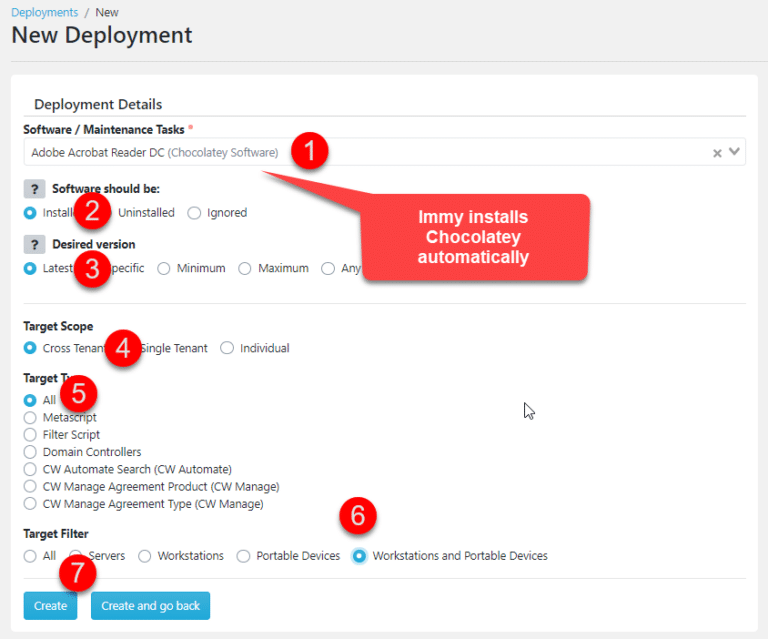 Deployments / New
New Deployment
Deployment Details
Software / Maintenance Tasks *
Adobe Acrobat Reader DC (Chocolatey Software)
1
? Software should be:
2 Uninstalled Ignored
Immy installs
Chocolatey
automatically
? Desired version
Latest 3 Minimum Maximum Any
Target Scope
Cross Tenant 4 Single Tenant Individual
Target
5
All
Metascript
Filter Script
Domain Controllers
CW Automate Search (CW Automate)
CW Manage Agreement Product (CW Manage)
CW Manage Agreement Type (CW Manage)
6
Target Filter
All Servers Workstations Portable Devices Workstations and Portable Devices
7
Create Create and go back